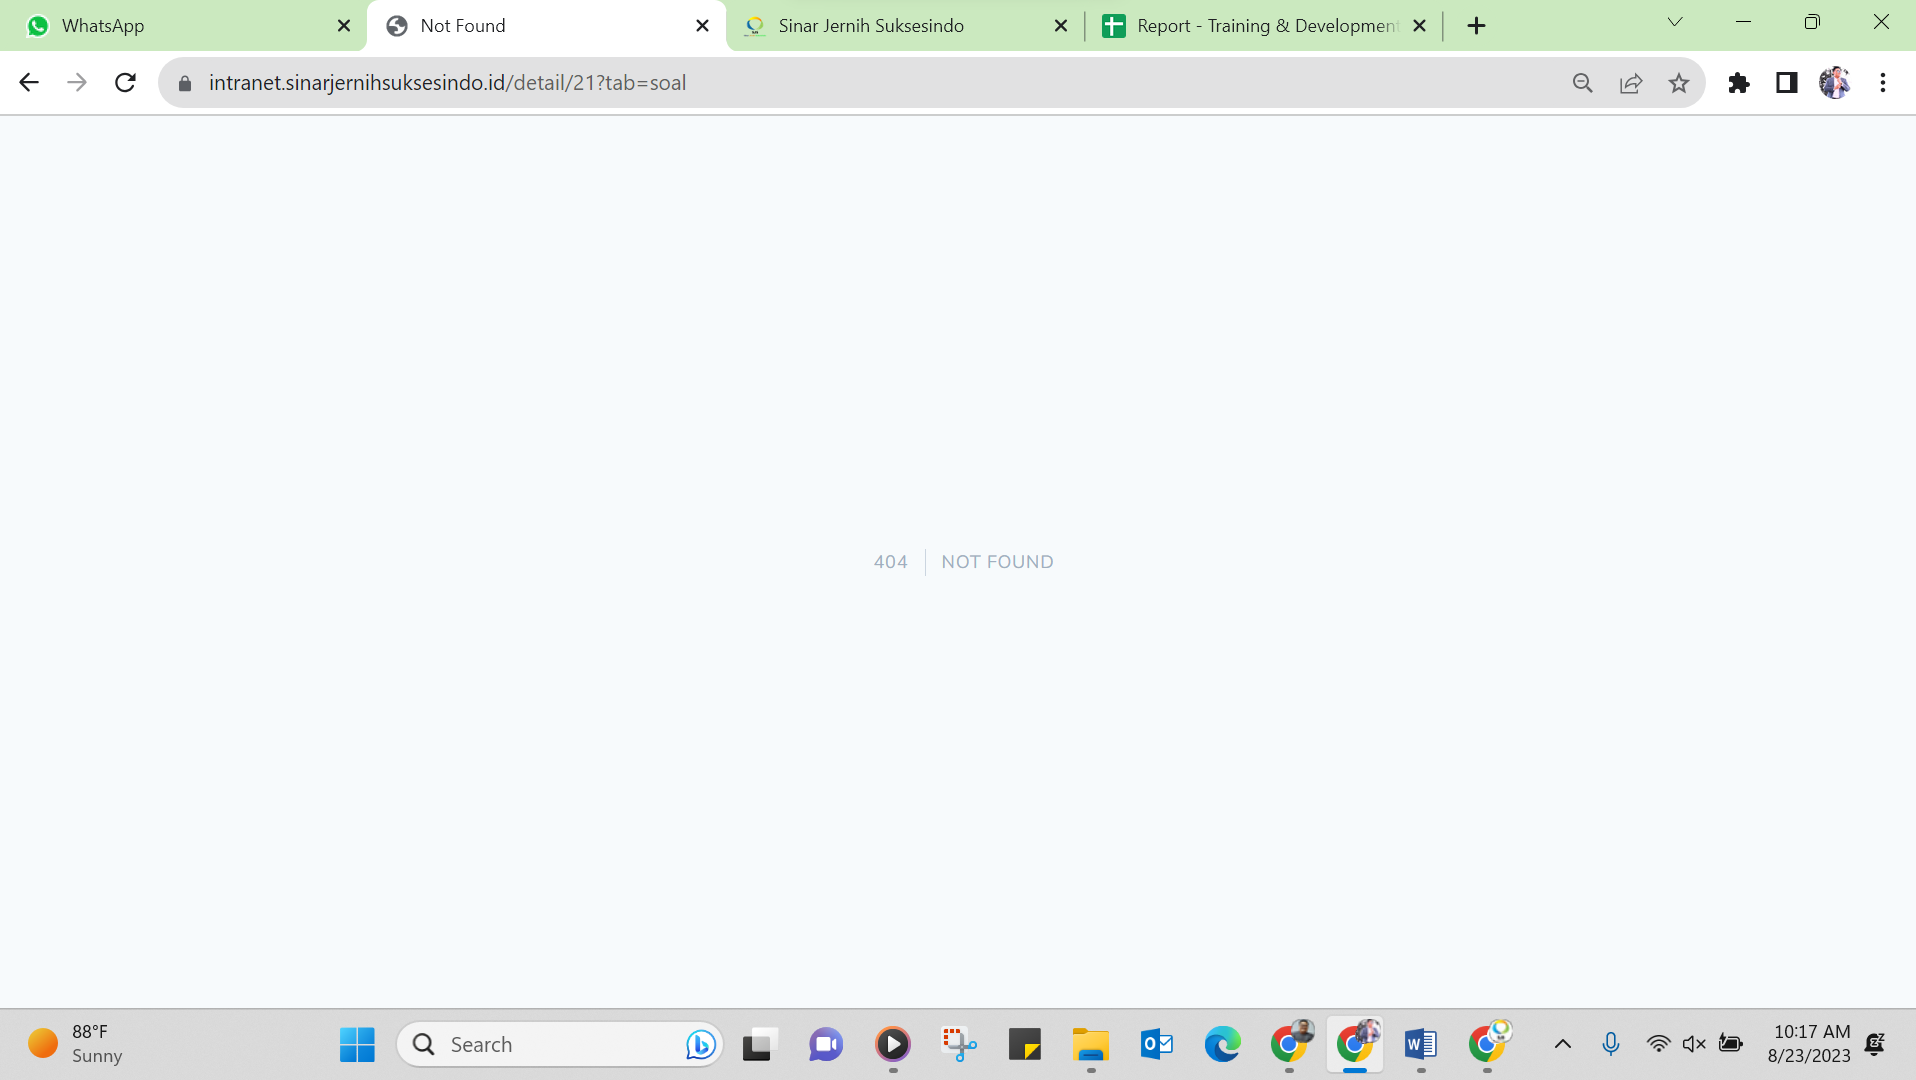 WhatsApp
Not Found
Sinar Jernih Suksesindo
Report - Training & Development
intranet.sinarjernihsuksesindo.id/detail/21?tab=soal
404
NOT FOUND
88°F
Sunny
Search
10:17 AM
8/23/2023